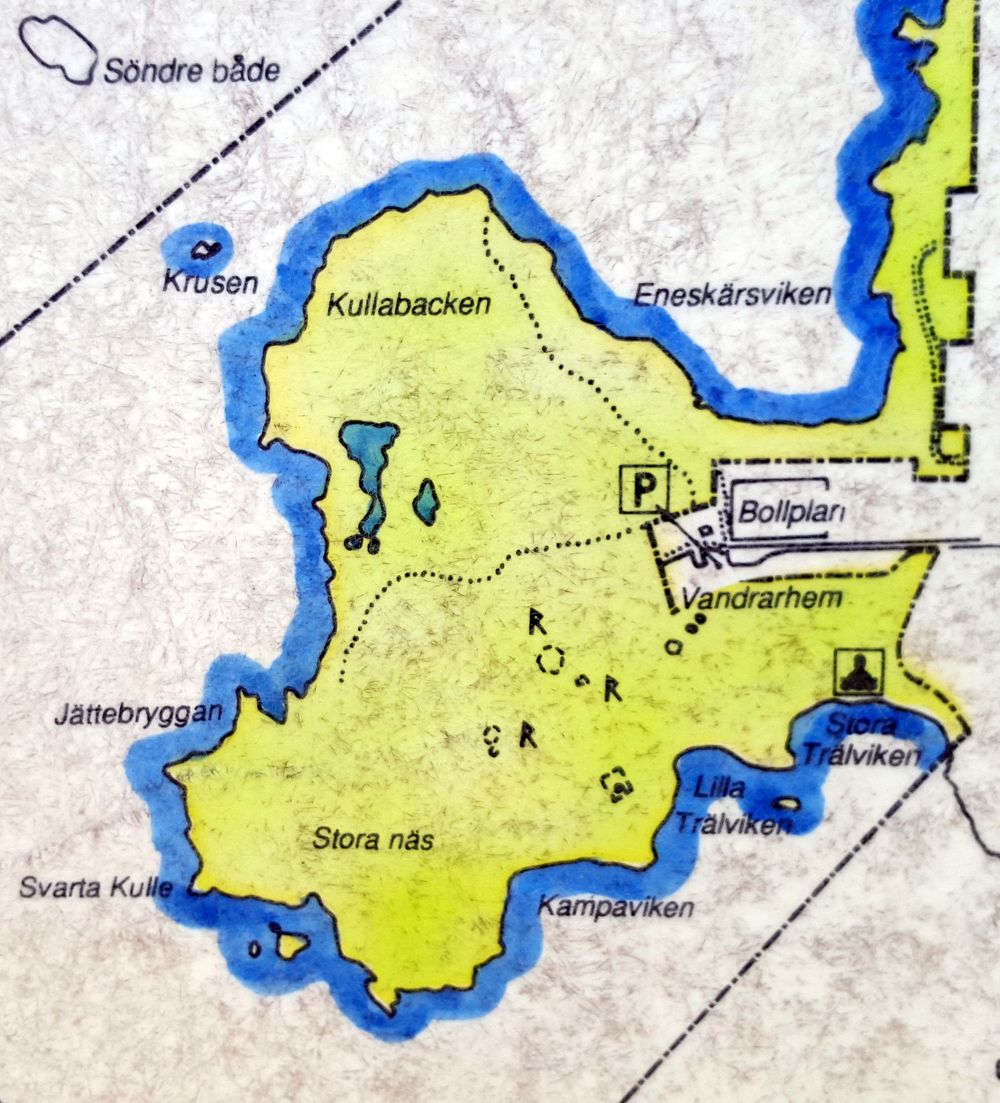 Söndre både
Krusen
Kullabacken
Eneskärsviken
P
Bollplan
Vandrarhem
R
R
R
Jättebryggan
Stora
Trälviken
Lilla
Trälviken
Stora näs
Svarta Kulle
Kampaviken